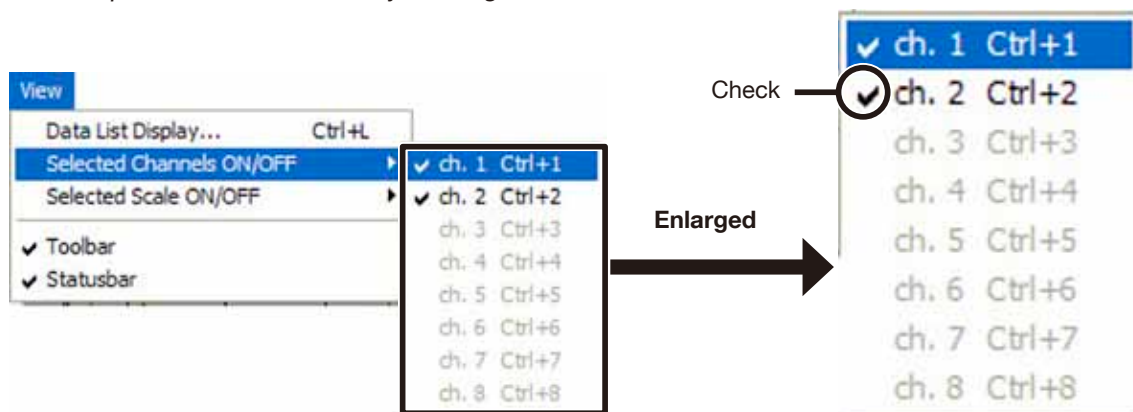 View
Data List Display... Ctrl+L
Selected Channels ON/OFF
Selected Scale ON/OFF
Toolbar
Statusbar
ch. 1 Ctrl+1
ch. 2 Ctrl+2
ch. 3 Ctrl+3
ch. 4 Ctrl+4
ch. 5 Ctrl+5
ch. 6 Ctrl+6
ch. 7 Ctrl+7
ch. 8 Ctrl+8
Enlarged
Check
ch. 1 Ctrl+1
ch. 2 Ctrl+2
ch. 3 Ctrl+3
ch. 4 Ctrl+4
ch. 5 Ctrl+5
ch. 6 Ctrl+6
ch. 7 Ctrl+7
ch. 8 Ctrl+8